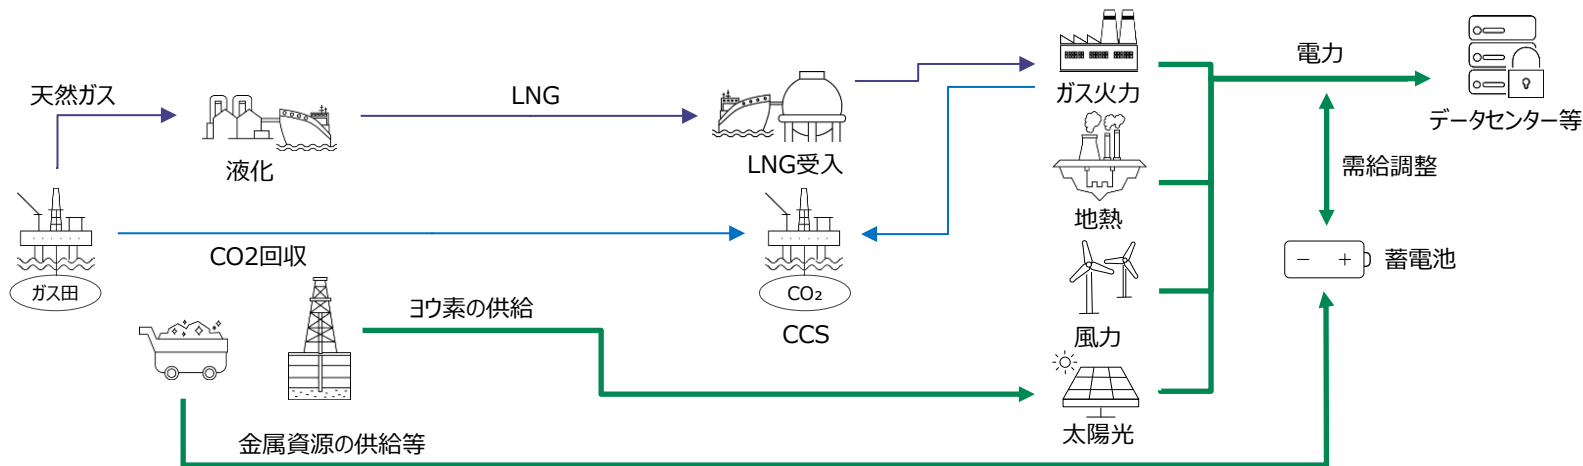 天然ガス
液化
LNG
LNG受入
ガス火力
電力
データセンター等
地熱
需給調整
CO2回収
ガス田
CO₂
CCS
風力
蓄電池
ヨウ素の供給
太陽光
金属資源の供給等